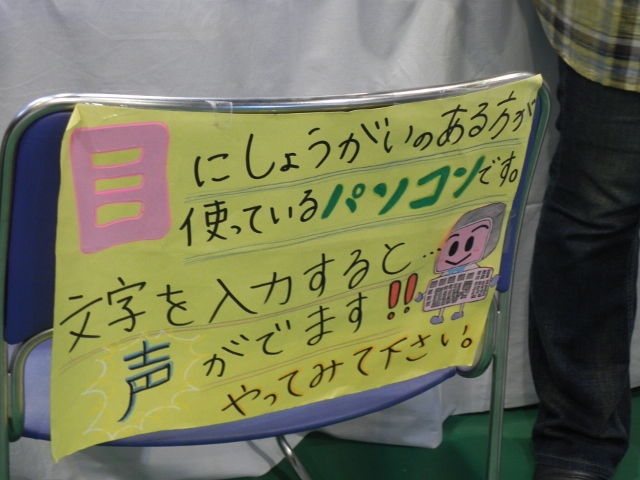 目にしょうがいのある方が
使っているパソコンです。
文字を入力すると…
声がでます!!
やってみて下さい。